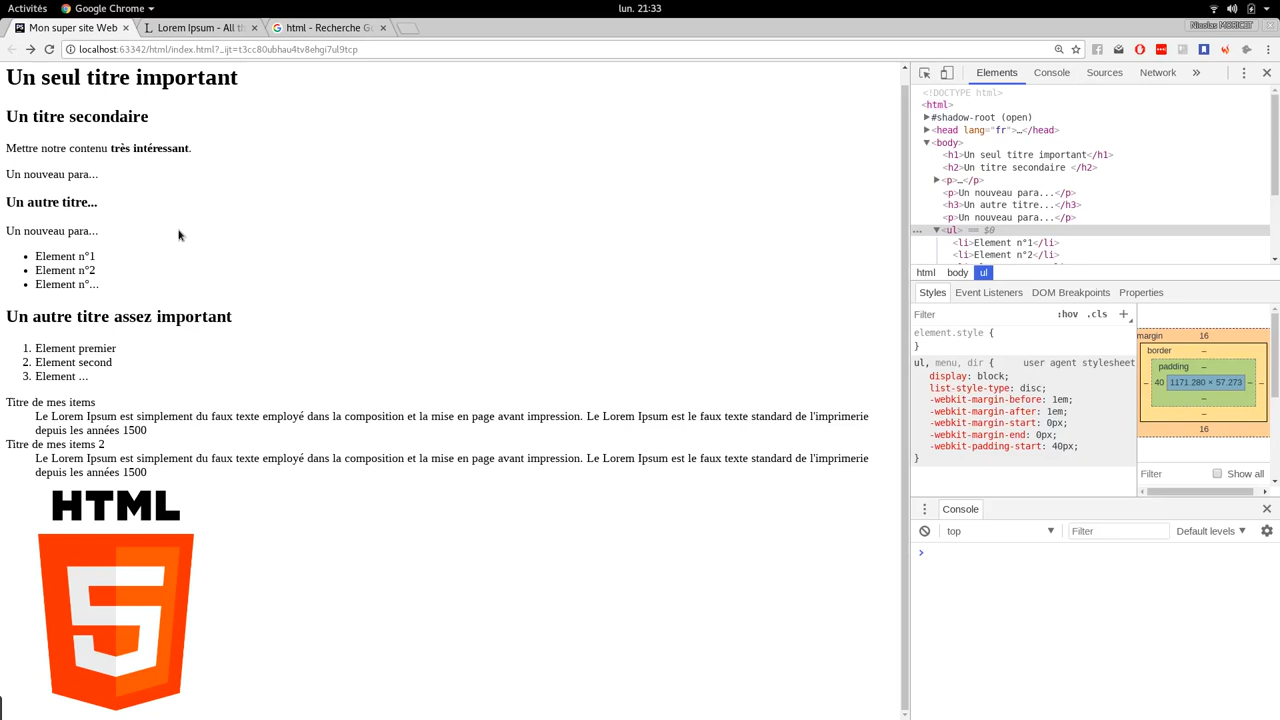 Activités Google Chrome lun. 21:33
Mon super site Web Lorem Ipsum - All th html - Recherche Go Nicolas MORICET
localhost:63342/html/index.html?_ijt=t3cc80ubhau4tv8ehgi7ul9tcp
Un seul titre important
Un titre secondaire
Mettre notre contenu très intéressant.
Un nouveau para...
Un autre titre...
Un nouveau para...
• Element n°1
• Element n°2
• Element n°...
Un autre titre assez important
1. Element premier
2. Element second
3. Element ...
Titre de mes items
Le Lorem Ipsum est simplement du faux texte employé dans la composition et la mise en page avant impression. Le Lorem Ipsum est le faux texte standard de l'imprimerie
depuis les années 1500
Titre de mes items 2
Le Lorem Ipsum est simplement du faux texte employé dans la composition et la mise en page avant impression. Le Lorem Ipsum est le faux texte standard de l'imprimerie
depuis les années 1500
HTML
5
Elements Console Sources Network »
<!DOCTYPE html>
<html>
#shadow-root (open)
<head lang="fr">…</head>
<body>
<h1>Un seul titre important</h1>
<h2>Un titre secondaire </h2>
<p>…</p>
<p>Un nouveau para...</p>
<h3>Un autre titre...</h3>
<p>Un nouveau para...</p>
... <ul> == $0
<li>Element n°1</li>
<li>Element n°2</li>
html body ul
Styles Event Listeners DOM Breakpoints Properties
Filter :hov .cls +
element.style {
}
ul, menu, dir { user agent stylesheet
display: block;
list-style-type: disc;
-webkit-margin-before: 1em;
-webkit-margin-after: 1em;
-webkit-margin-start: 0px;
-webkit-margin-end: 0px;
-webkit-padding-start: 40px;
}
margin 16
border –
padding –
– 40 1171.280 × 57.273 – –
–
–
16
Filter Show all
Console
top Filter Default levels